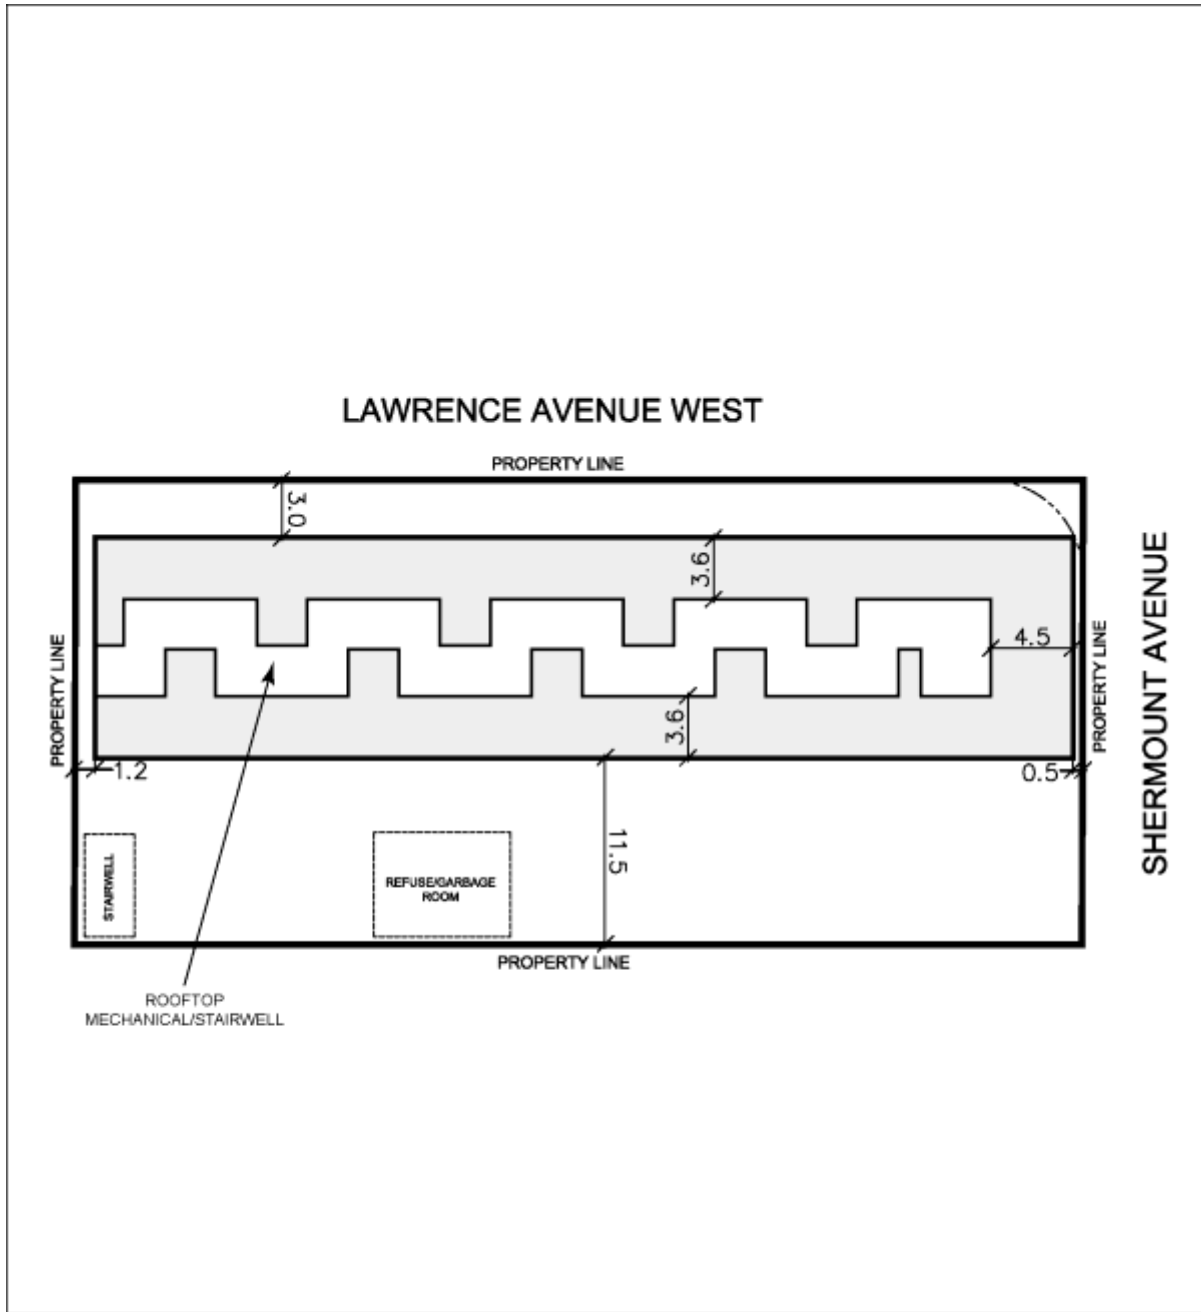 LAWRENCE AVENUE WEST
PROPERTY LINE
3.0
3.6
4.5
PROPERTY LINE
PROPERTY LINE
SHERMOUNT AVENUE
3.6
1.2
0.5
11.5
STAIRWELL
REFUSE/GARBAGE
ROOM
PROPERTY LINE
ROOFTOP
MECHANICAL/STAIRWELL